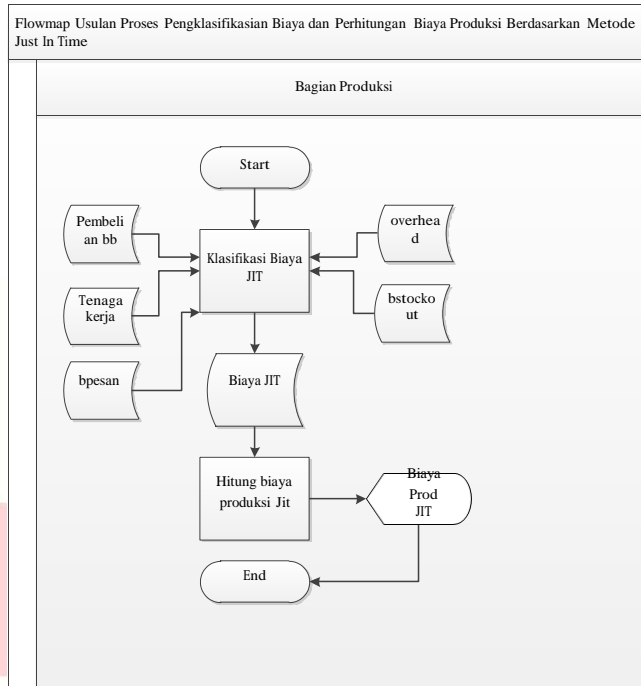 Flowmap Usulan Proses Pengklasifikasian Biaya dan Perhitungan Biaya Produksi Berdasarkan Metode
Just In Time
Bagian Produksi
Start
Pembeli
an bb
overhea
d
Klasifikasi Biaya
JIT
Tenaga
kerja
bstocko
ut
bpesan
Biaya JIT
Hitung biaya
produksi Jit
Biaya
Prod
JIT
End